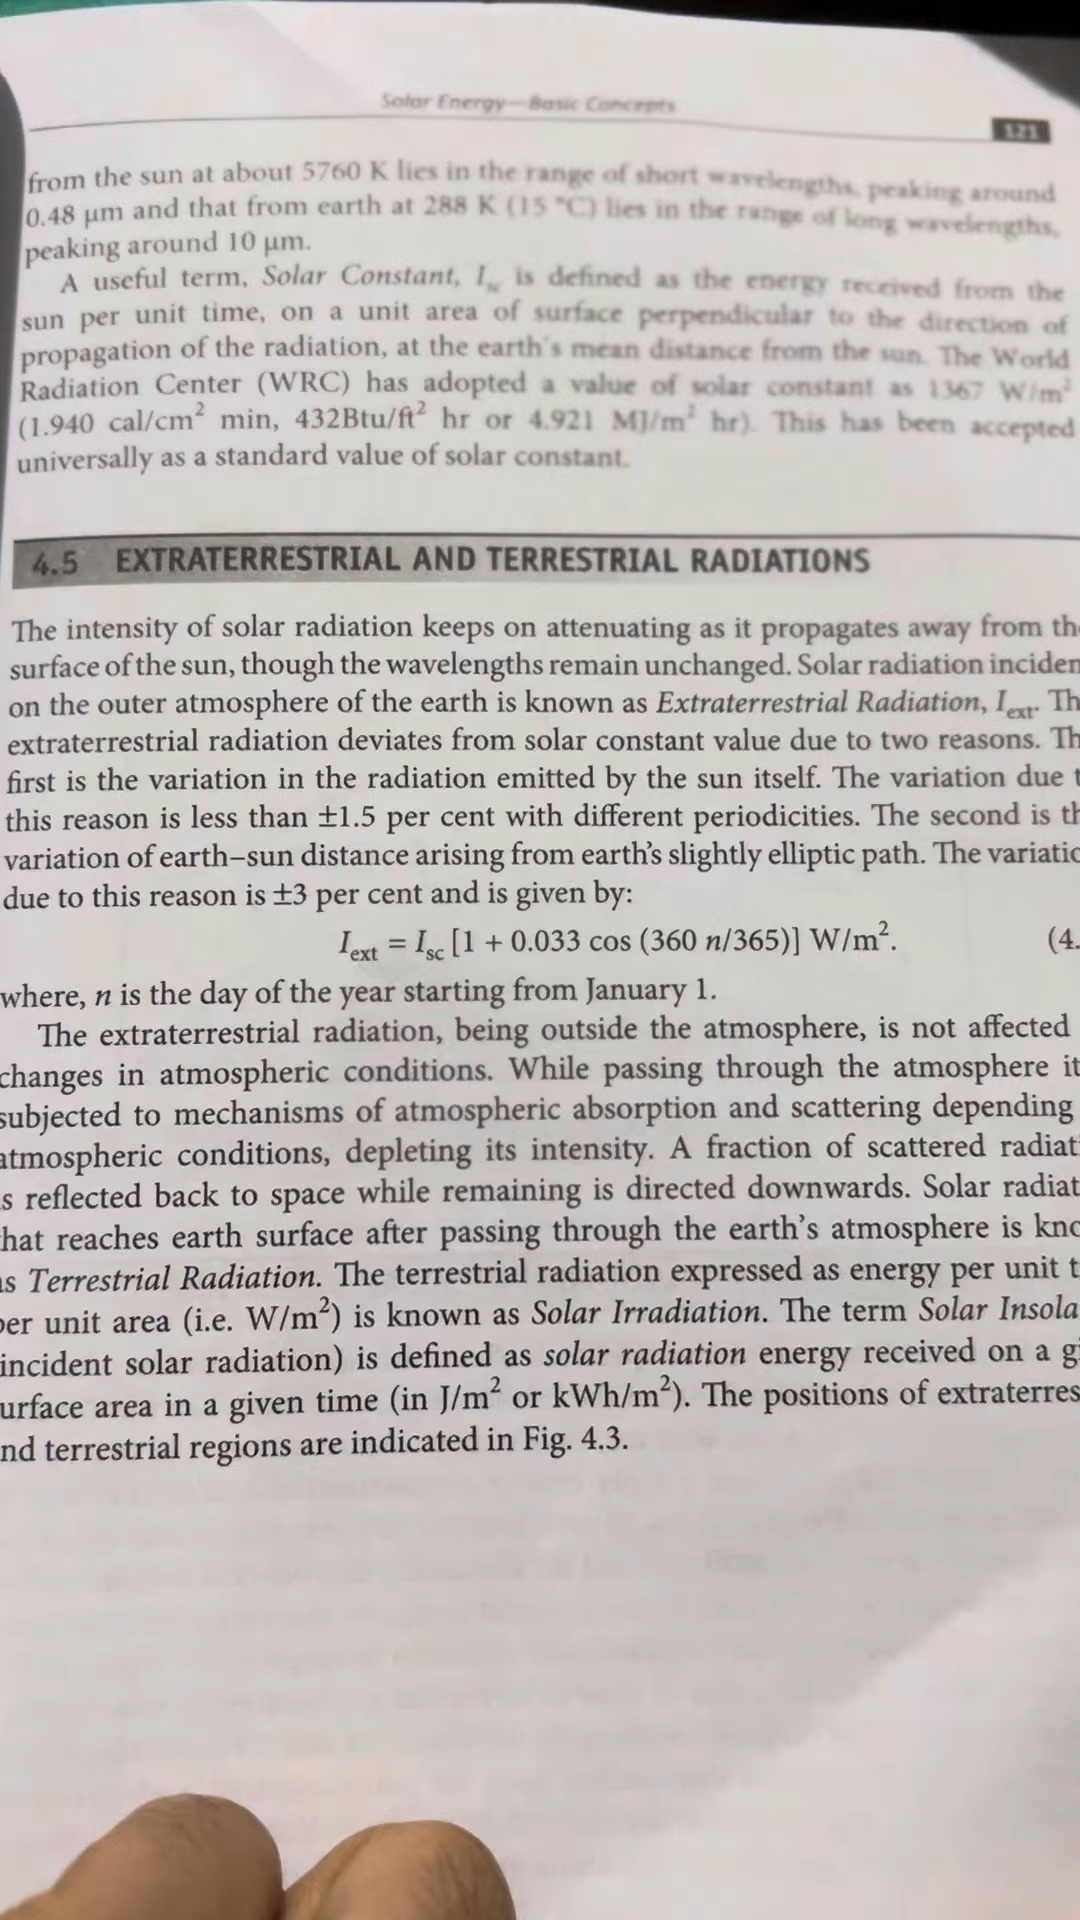 Solar Energy—Basic Concepts
121
from the sun at about 5760 K lies in the range of short wavelengths, peaking around
0.48 μm and that from earth at 288 K (15 °C) lies in the range of long wavelengths,
peaking around 10 μm.
A useful term, Solar Constant, Isc is defined as the energy received from the
sun per unit time, on a unit area of surface perpendicular to the direction of
propagation of the radiation, at the earth's mean distance from the sun. The World
Radiation Center (WRC) has adopted a value of solar constant as 1367 W/m²
(1.940 cal/cm² min, 432Btu/ft² hr or 4.921 MJ/m² hr). This has been accepted
universally as a standard value of solar constant.
4.5 EXTRATERRESTRIAL AND TERRESTRIAL RADIATIONS
The intensity of solar radiation keeps on attenuating as it propagates away from th
surface of the sun, though the wavelengths remain unchanged. Solar radiation inciden
on the outer atmosphere of the earth is known as Extraterrestrial Radiation, Iext. Th
extraterrestrial radiation deviates from solar constant value due to two reasons. Th
first is the variation in the radiation emitted by the sun itself. The variation due t
this reason is less than ±1.5 per cent with different periodicities. The second is th
variation of earth–sun distance arising from earth's slightly elliptic path. The variatio
due to this reason is ±3 per cent and is given by:
Iext = Isc [1 + 0.033 cos (360 n/365)] W/m². (4.
where, n is the day of the year starting from January 1.
The extraterrestrial radiation, being outside the atmosphere, is not affected
changes in atmospheric conditions. While passing through the atmosphere it
subjected to mechanisms of atmospheric absorption and scattering depending
atmospheric conditions, depleting its intensity. A fraction of scattered radiati
s reflected back to space while remaining is directed downwards. Solar radiat
hat reaches earth surface after passing through the earth's atmosphere is kno
as Terrestrial Radiation. The terrestrial radiation expressed as energy per unit t
per unit area (i.e. W/m²) is known as Solar Irradiation. The term Solar Insola
incident solar radiation) is defined as solar radiation energy received on a gi
urface area in a given time (in J/m² or kWh/m²). The positions of extraterres
nd terrestrial regions are indicated in Fig. 4.3.